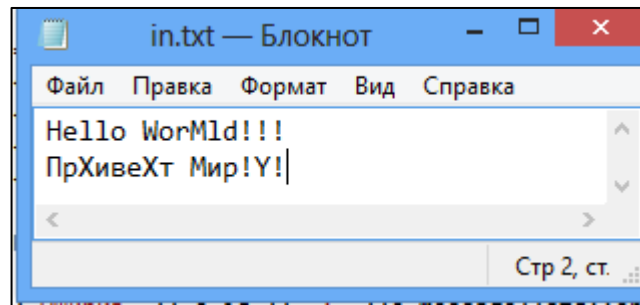 in.txt — Блокнот
Файл Правка Формат Вид Справка
Hello WorMld!!!
ПрХивеХт Мир!Y!
Стр 2, ст.